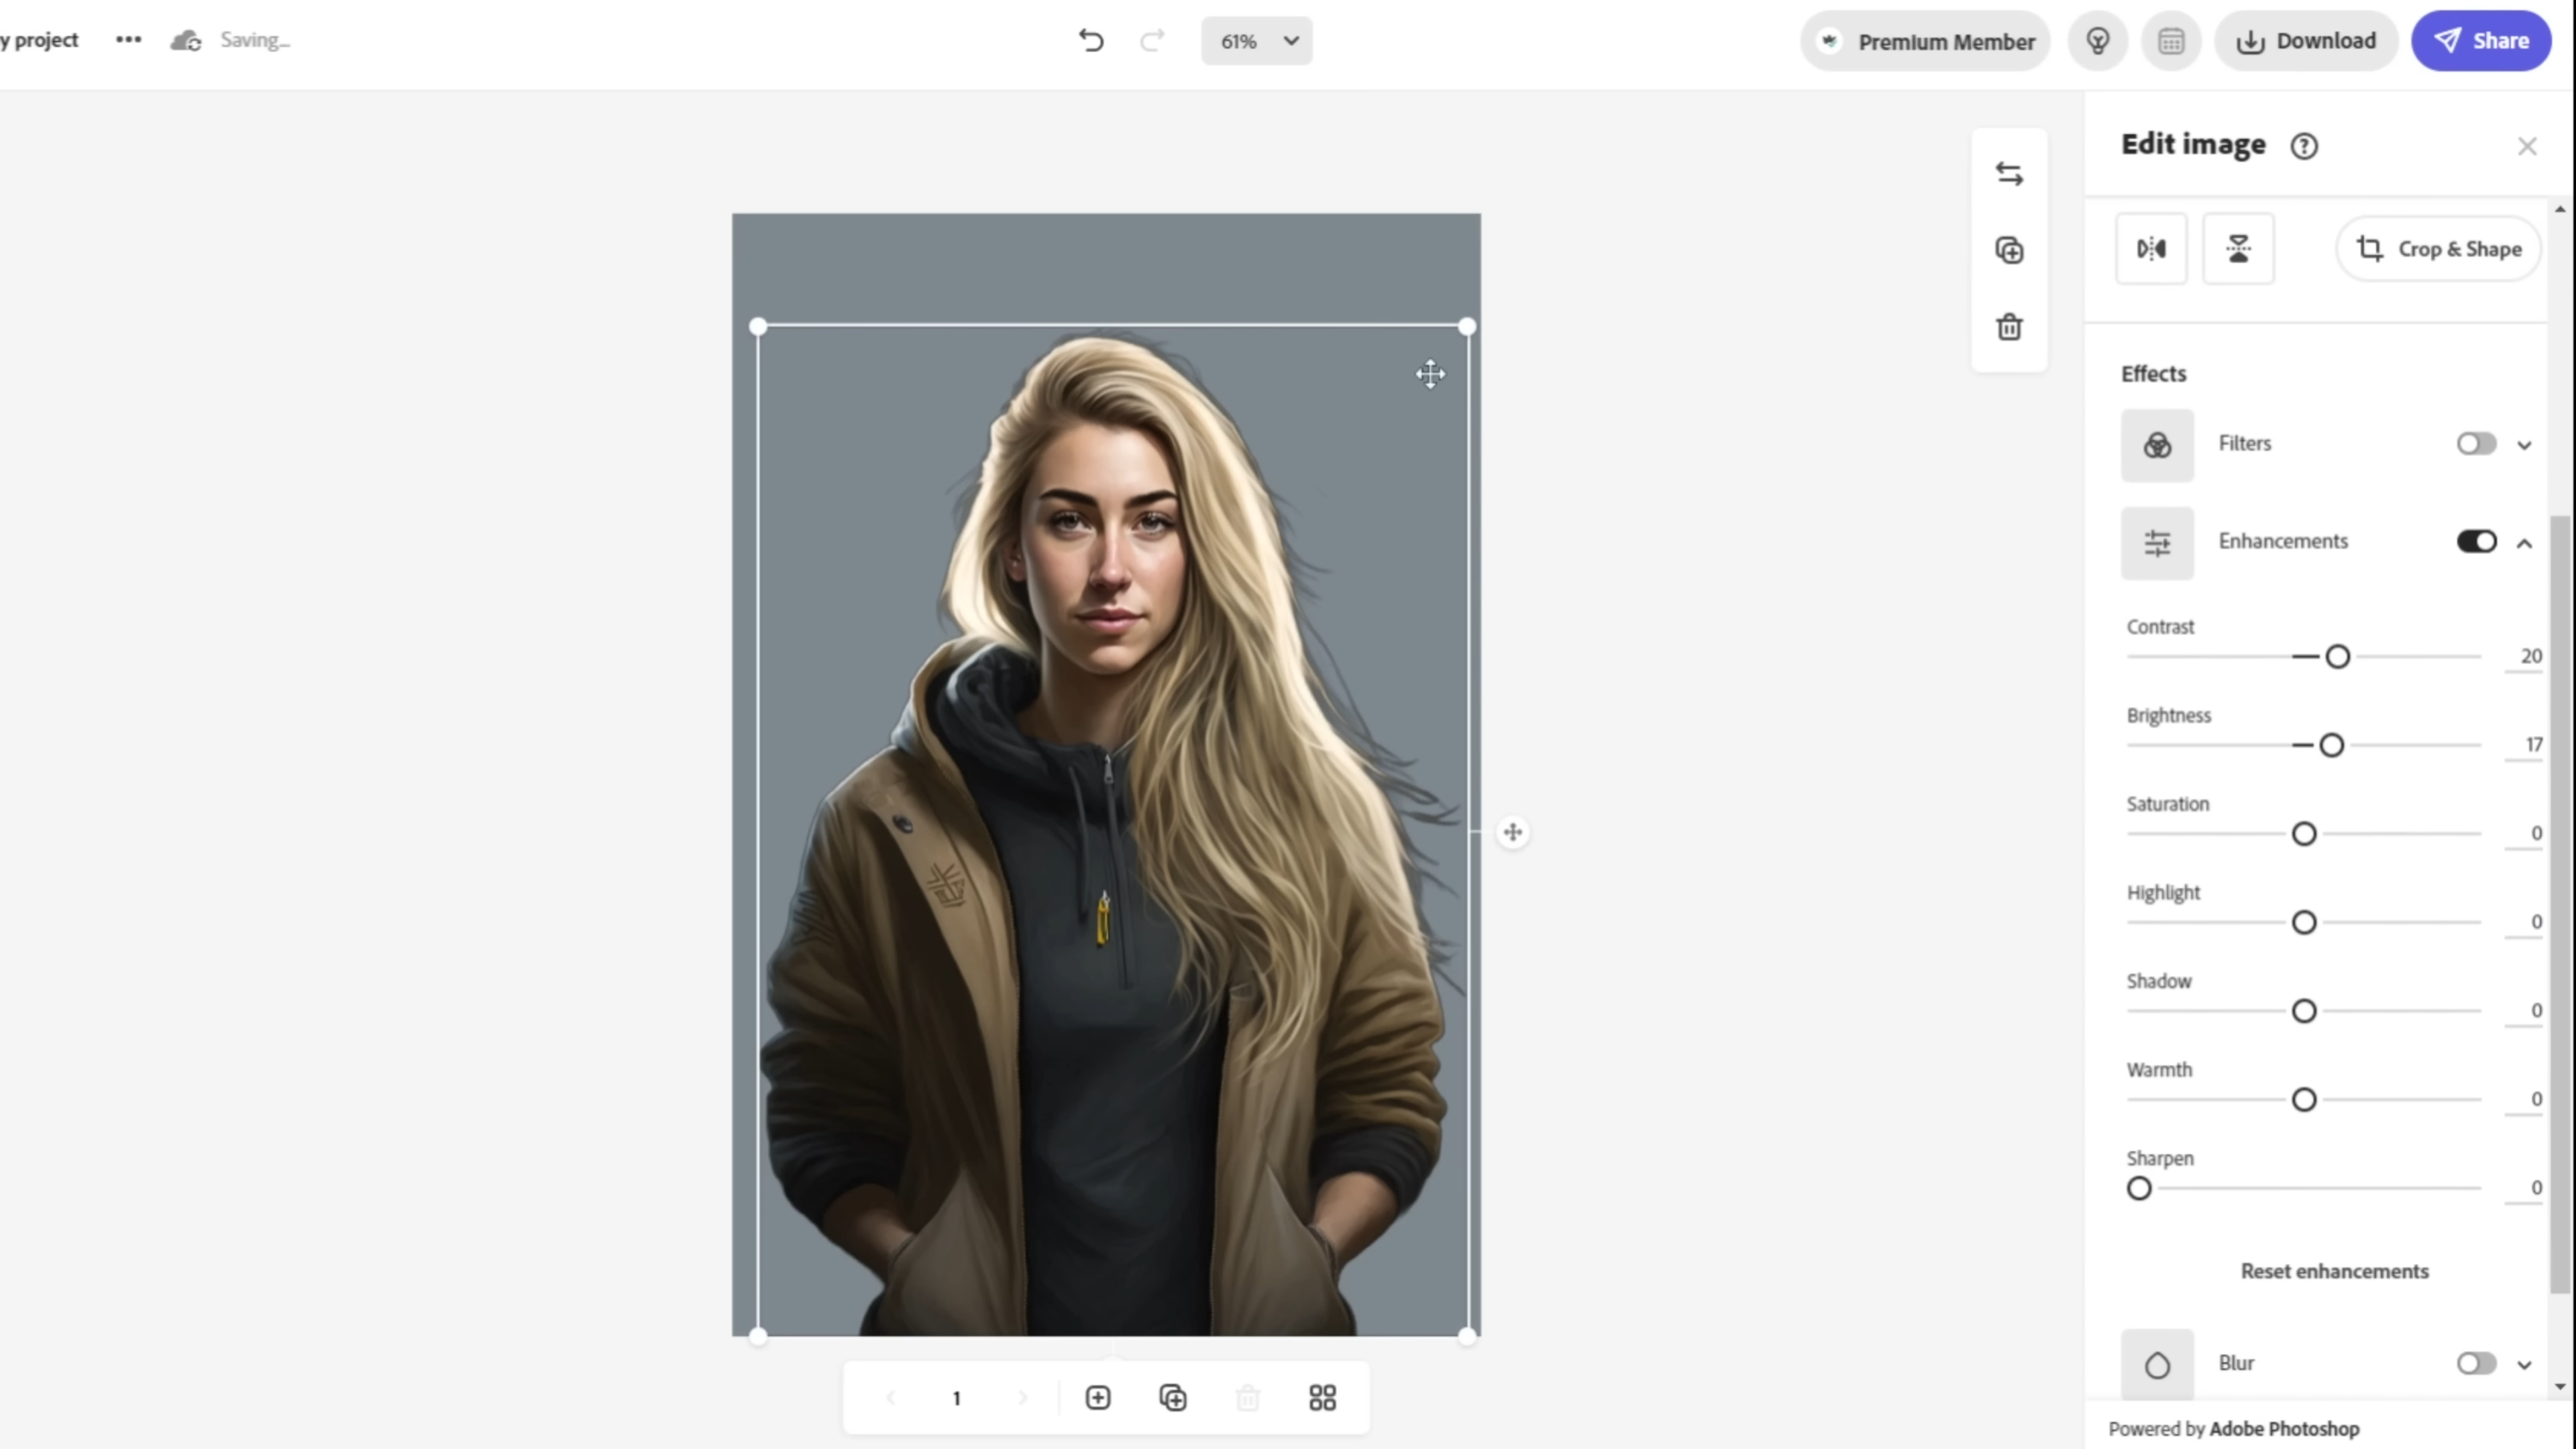 y project
Saving...
61%
Premium Member
Download
Share
Edit image
Crop & Shape
Effects
Filters
Enhancements
Contrast
20
Brightness
17
Saturation
0
Highlight
0
Shadow
0
Warmth
0
Sharpen
0
Reset enhancements
Blur
1
Powered by Adobe Photoshop